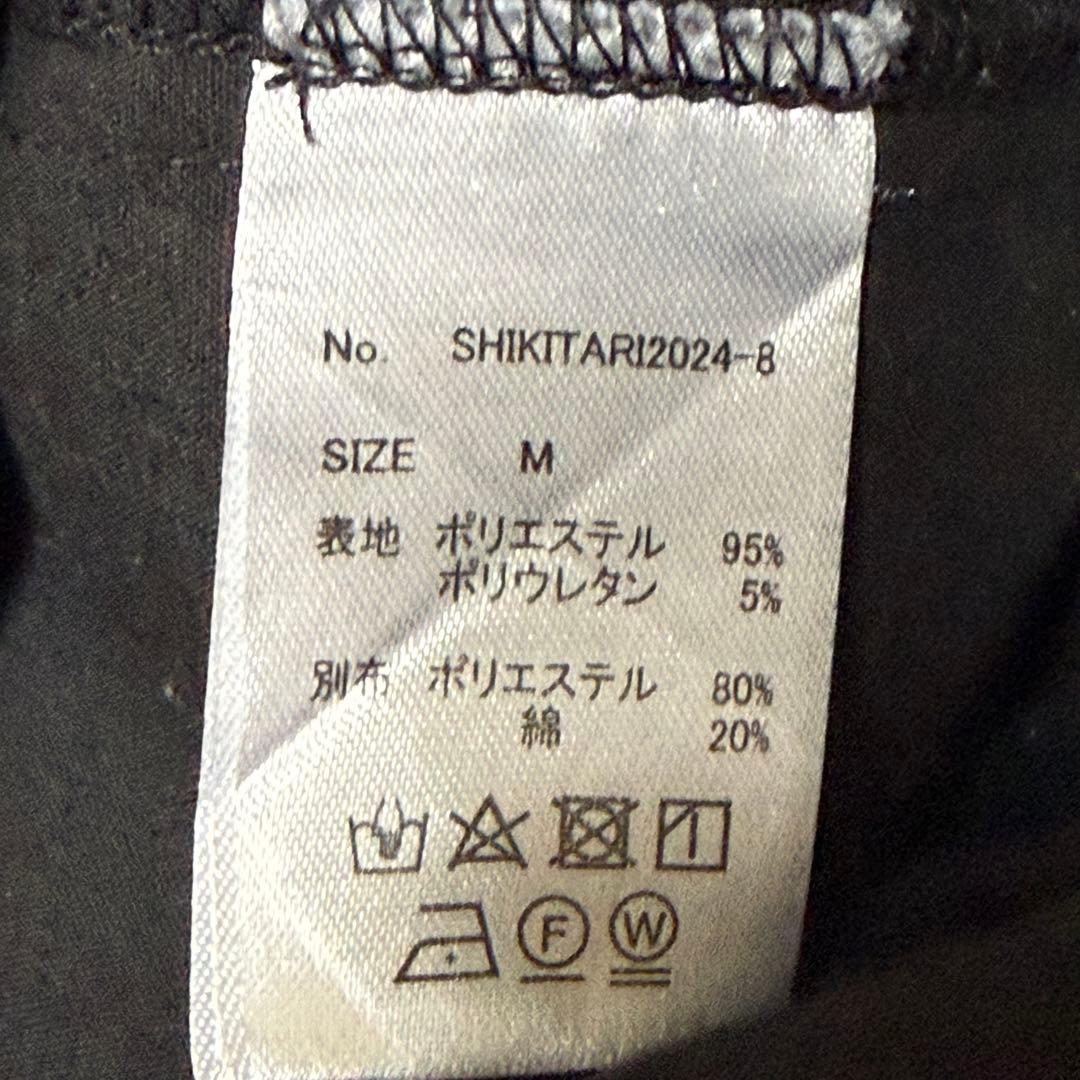 No. SHIKITARI2024-8
SIZE M
表地 ポリエステル 95%
ポリウレタン 5%
別布 ポリエステル 80%
綿 20%
F W